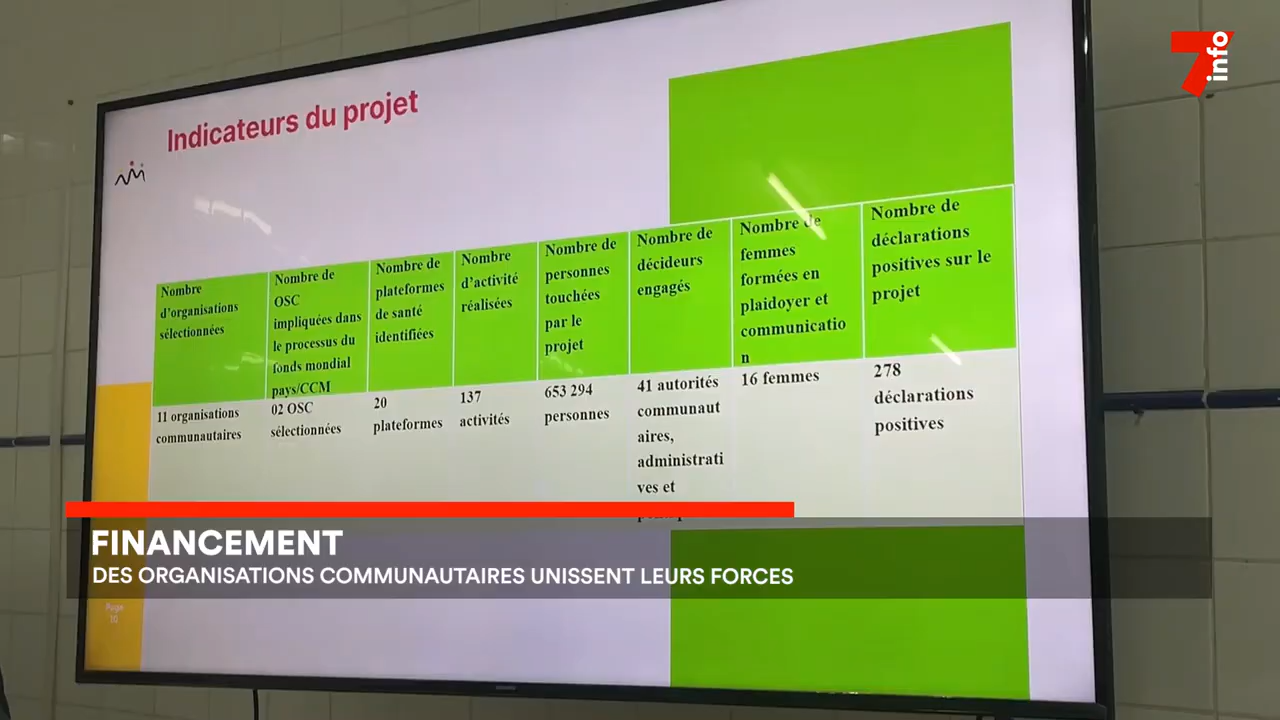 7info
Indicateurs du projet
Nombre
d'organisations
sélectionnées
Nombre de
OSC
impliquées dans
le processus du
fonds mondial
pays/CCM
Nombre de
plateformes
de santé
identifiées
Nombre
d'activité
réalisées
Nombre de
personnes
touchées
par le
projet
Nombre de
décideurs
engagés
Nombre de
femmes
formées en
plaidoyer et
communicatio
n
Nombre de
déclarations
positives sur le
projet
11 organisations
communautaires
02 OSC
sélectionnées
20
plateformes
137
activités
653 294
personnes
41 autorités
communaut
aires,
administrati
ves et
16 femmes
278
déclarations
positives
FINANCEMENT
DES ORGANISATIONS COMMUNAUTAIRES UNISSENT LEURS FORCES
Page
10